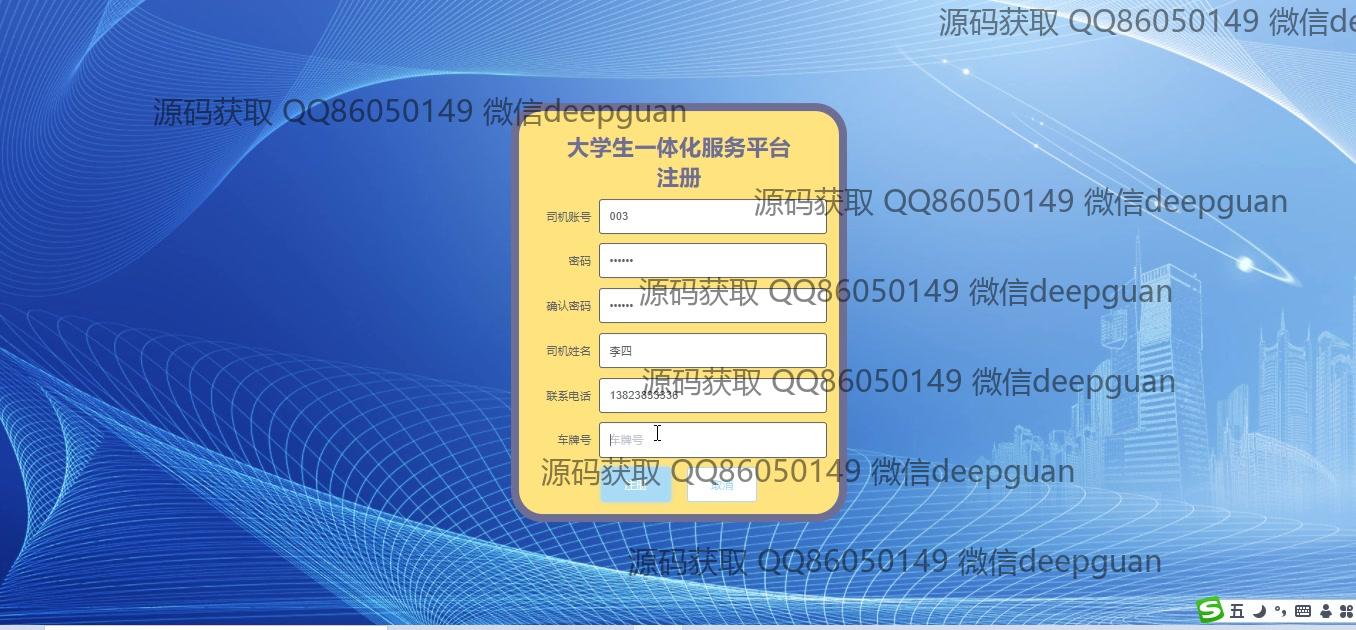 源码获取 QQ86050149 微信de
源码获取 QQ86050149 微信deepguan
大学生一体化服务平台
注册
源码获取 QQ86050149 微信deepguan
司机账号 003
密码 ••••••
源码获取 QQ86050149 微信deepguan
确认密码 ••••••
司机姓名 李四
源码获取 QQ86050149 微信deepguan
联系电话
车牌号 车牌号
源码获取 QQ86050149 微信deepguan
注册 取消
源码获取 QQ86050149 微信deepguan
五